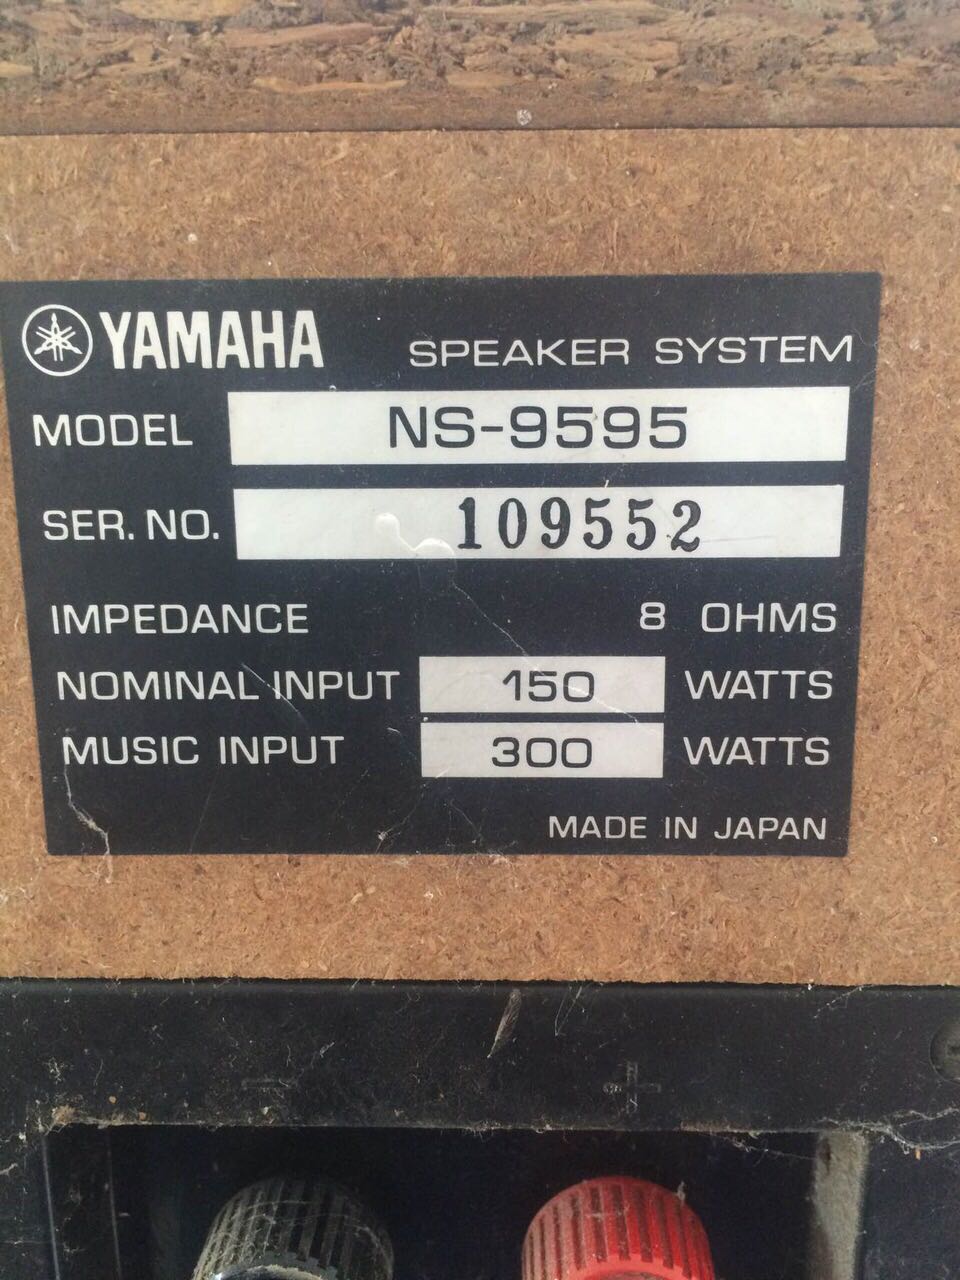 YAMAHA SPEAKER SYSTEM
MODEL NS-9595
SER. NO. 109552
IMPEDANCE 8 OHMS
NOMINAL INPUT 150 WATTS
MUSIC INPUT 300 WATTS
MADE IN JAPAN
- +